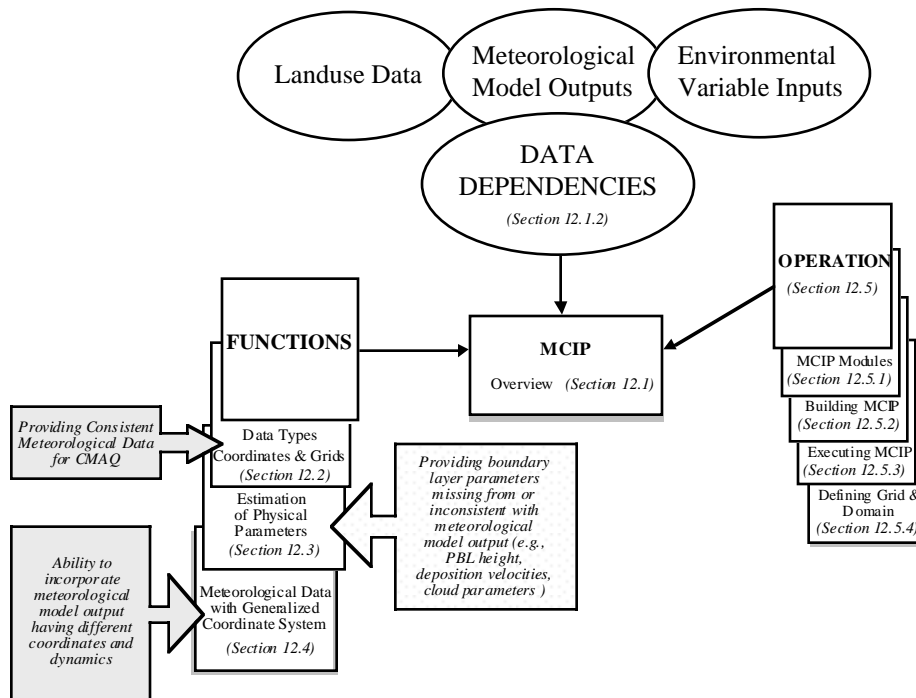 Landuse Data
Meteorological
Model Outputs
Environmental
Variable Inputs
DATA
DEPENDENCIES
(Section 12.1.2)
OPERATION
(Section 12.5)
MCIP Modules
(Section 12.5.1)
Building MCIP
(Section 12.5.2)
Executing MCIP
(Section 12.5.3)
Defining Grid &
Domain
(Section 12.5.4)
MCIP
Overview (Section 12.1)
FUNCTIONS
Data Types
Coordinates & Grids
(Section 12.2)
Estimation
of Physical
Parameters
(Section 12.3)
Meteorological Data
with Generalized
Coordinate System
(Section 12.4)
Providing Consistent
Meteorological Data
for CMAQ
Providing boundary
layer parameters
missing from or
inconsistent with
meteorological
model output (e.g.,
PBL height,
deposition velocities,
cloud parameters )
Ability to
incorporate
meteorological
model output
having different
coordinates and
dynamics